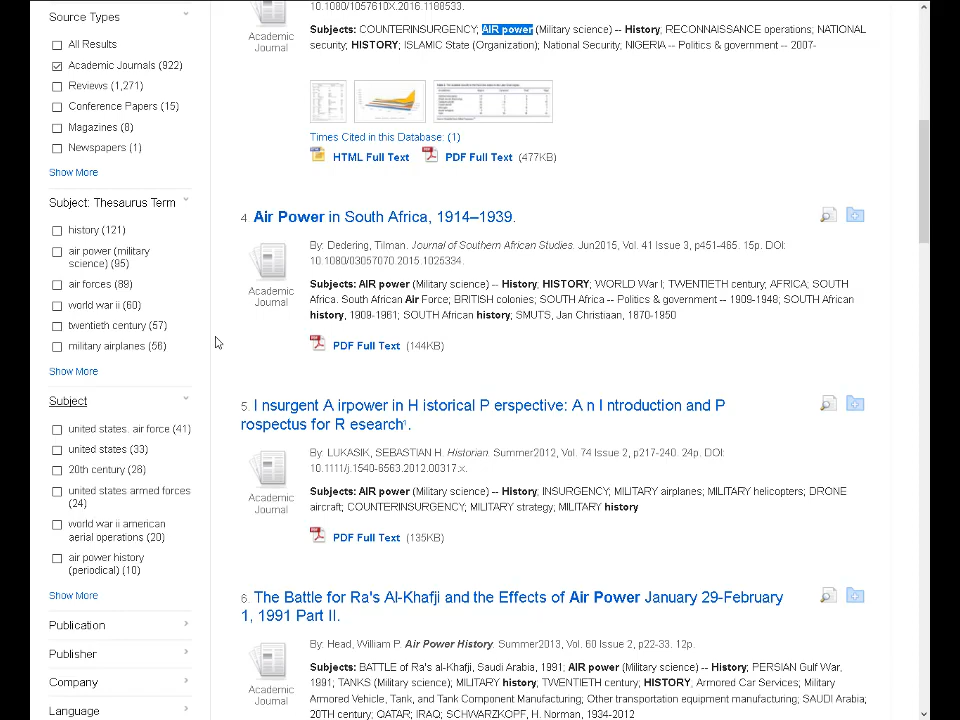 Source Types
All Results
Academic Journals (922)
Reviews (1,271)
Conference Papers (15)
Magazines (8)
Newspapers (1)
Show More
Subject: Thesaurus Term
history (121)
air power (military
science) (95)
air forces (89)
world war ii (60)
twentieth century (57)
military airplanes (56)
Show More
Subject
united states. air force (41)
united states (33)
20th century (26)
united states armed forces
(24)
world war ii american
aerial operations (20)
air power history
(periodical) (10)
Show More
Publication
Publisher
Company
Language
10.1080/1057610X.2016.1188533.
Academic
Journal
Subjects: COUNTERINSURGENCY; AIR power (Military science) -- History; RECONNAISSANCE operations; NATIONAL
security; HISTORY; ISLAMIC State (Organization); National Security; NIGERIA -- Politics & government -- 2007-
Times Cited in this Database: (1)
HTML Full Text PDF Full Text (477KB)
4. Air Power in South Africa, 1914–1939.
Academic
Journal
By: Dedering, Tilman. Journal of Southern African Studies. Jun2015, Vol. 41 Issue 3, p451-465. 15p. DOI:
10.1080/03057070.2015.1025334.
Subjects: AIR power (Military science) -- History; HISTORY; WORLD War I; TWENTIETH century; AFRICA; SOUTH
Africa. South African Air Force; BRITISH colonies; SOUTH Africa -- Politics & government -- 1909-1948; SOUTH African
history, 1909-1961; SOUTH African history; SMUTS, Jan Christiaan, 1870-1950
PDF Full Text (144KB)
5. I nsurgent A irpower in H istorical P erspective: A n I ntroduction and P
rospectus for R esearch¹.
Academic
Journal
By: LUKASIK, SEBASTIAN H. Historian. Summer2012, Vol. 74 Issue 2, p217-240. 24p. DOI:
10.1111/j.1540-6563.2012.00317.x.
Subjects: AIR power (Military science) -- History; INSURGENCY; MILITARY airplanes; MILITARY helicopters; DRONE
aircraft; COUNTERINSURGENCY; MILITARY strategy; MILITARY history
PDF Full Text (135KB)
6. The Battle for Ra's Al-Khafji and the Effects of Air Power January 29-February
1, 1991 Part II.
Academic
Journal
By: Head, William P. Air Power History. Summer2013, Vol. 60 Issue 2, p22-33. 12p.
Subjects: BATTLE of Ra's al-Khafji, Saudi Arabia, 1991; AIR power (Military science) -- History; PERSIAN Gulf War,
1991; TANKS (Military science); MILITARY history; TWENTIETH century; HISTORY; Armored Car Services; Military
Armored Vehicle, Tank, and Tank Component Manufacturing; Other transportation equipment manufacturing; SAUDI Arabia;
20TH century; QATAR; IRAQ; SCHWARZKOPF, H. Norman, 1934-2012